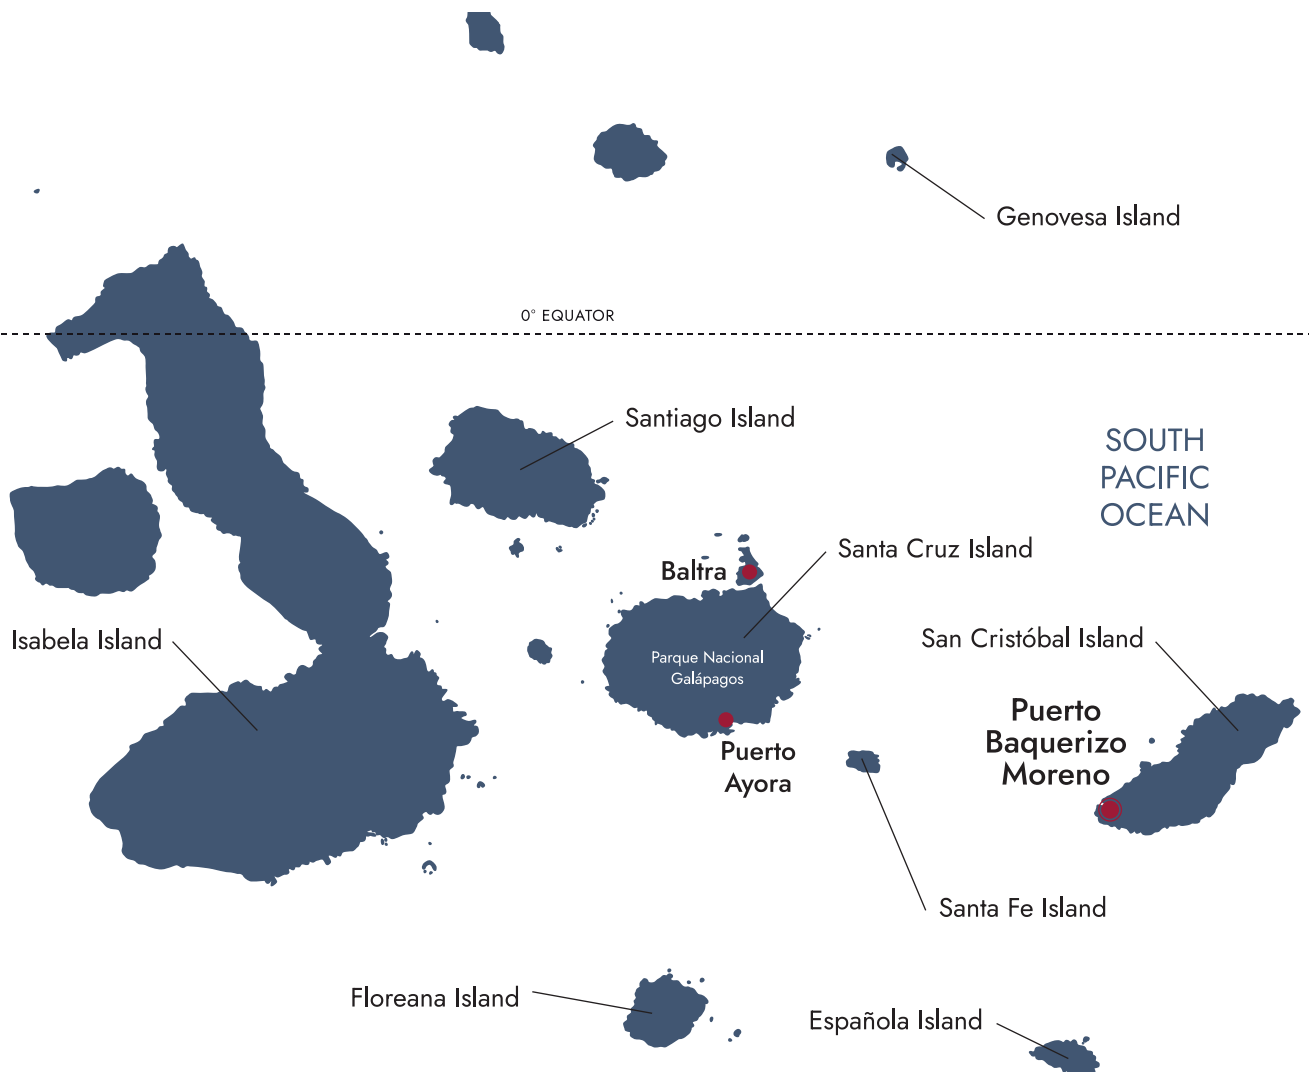 Genovesa Island
0° EQUATOR
Santiago Island
SOUTH
PACIFIC
OCEAN
Santa Cruz Island
Baltra
Isabela Island
San Cristóbal Island
Parque Nacional
Galápagos
Puerto
Baquerizo
Moreno
Puerto
Ayora
Santa Fe Island
Floreana Island
Española Island